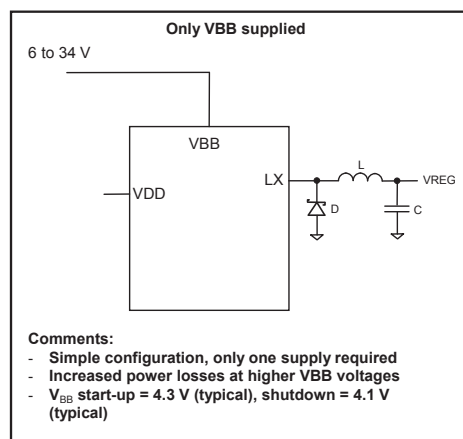 Only VBB supplied
6 to 34 V
VBB
LX
L
VREG
VDD
D
C
Comments:
- Simple configuration, only one supply required
- Increased power losses at higher VBB voltages
- VBB start-up = 4.3 V (typical), shutdown = 4.1 V
(typical)